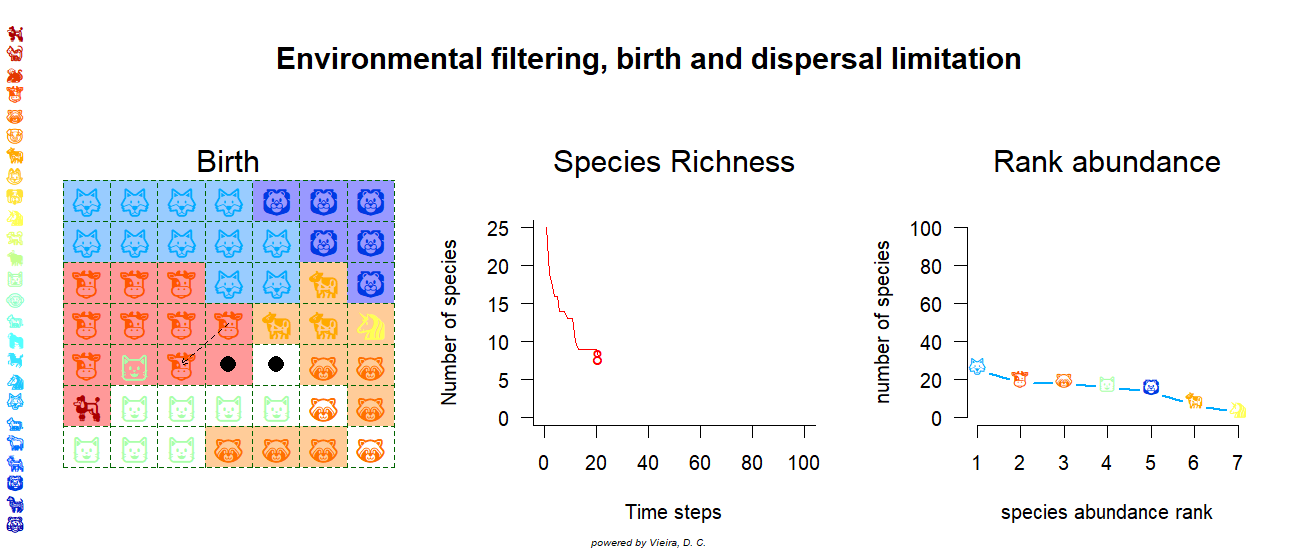 Environmental filtering, birth and dispersal limitation
Birth
Species Richness
Rank abundance
Number of species
25
20
15
10
5
0
8
0
20
40
60
80
100
Time steps
number of species
100
80
60
40
20
0
1
2
3
4
5
6
7
species abundance rank
powered by Vieira, D. C.